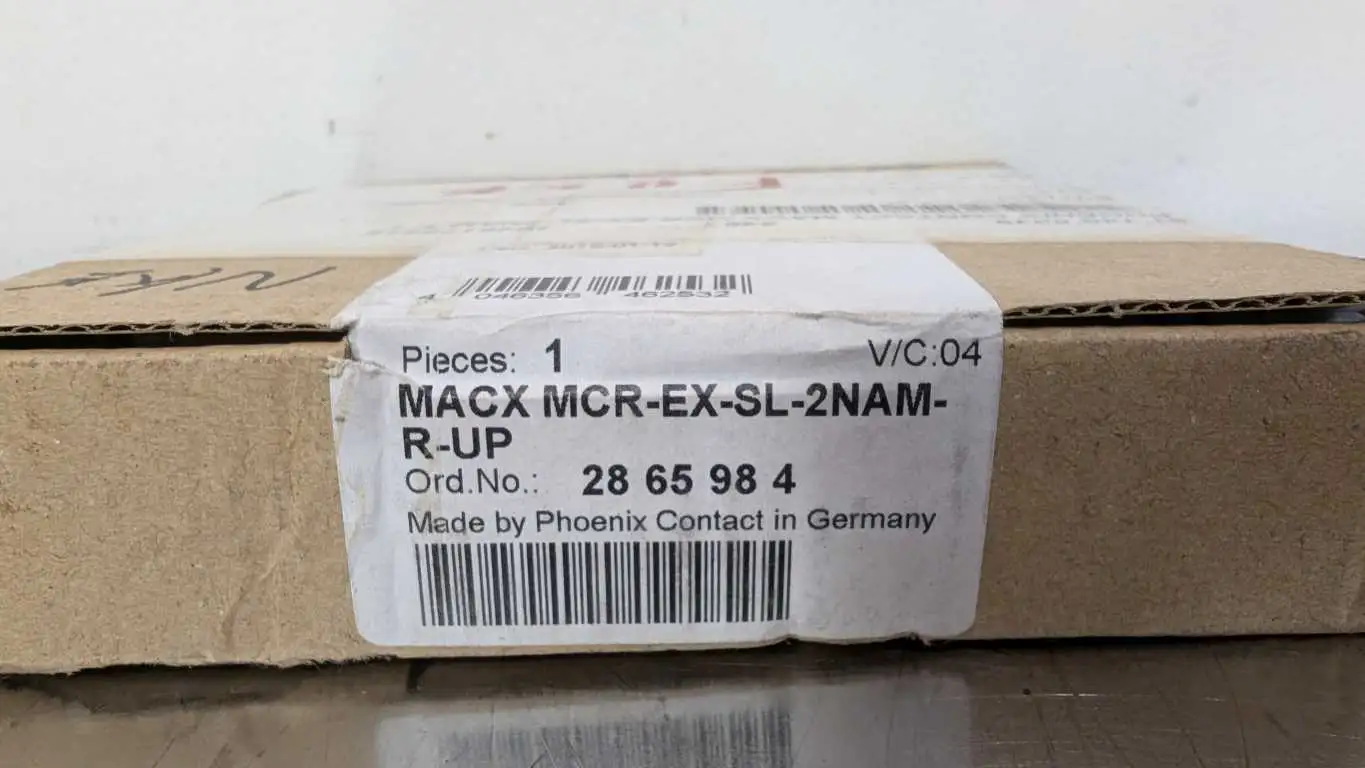 4 046356 462532
Pieces: 1 V/C:04
MACX MCR-EX-SL-2NAM-
R-UP
Ord.No.: 28 65 98 4
Made by Phoenix Contact in Germany